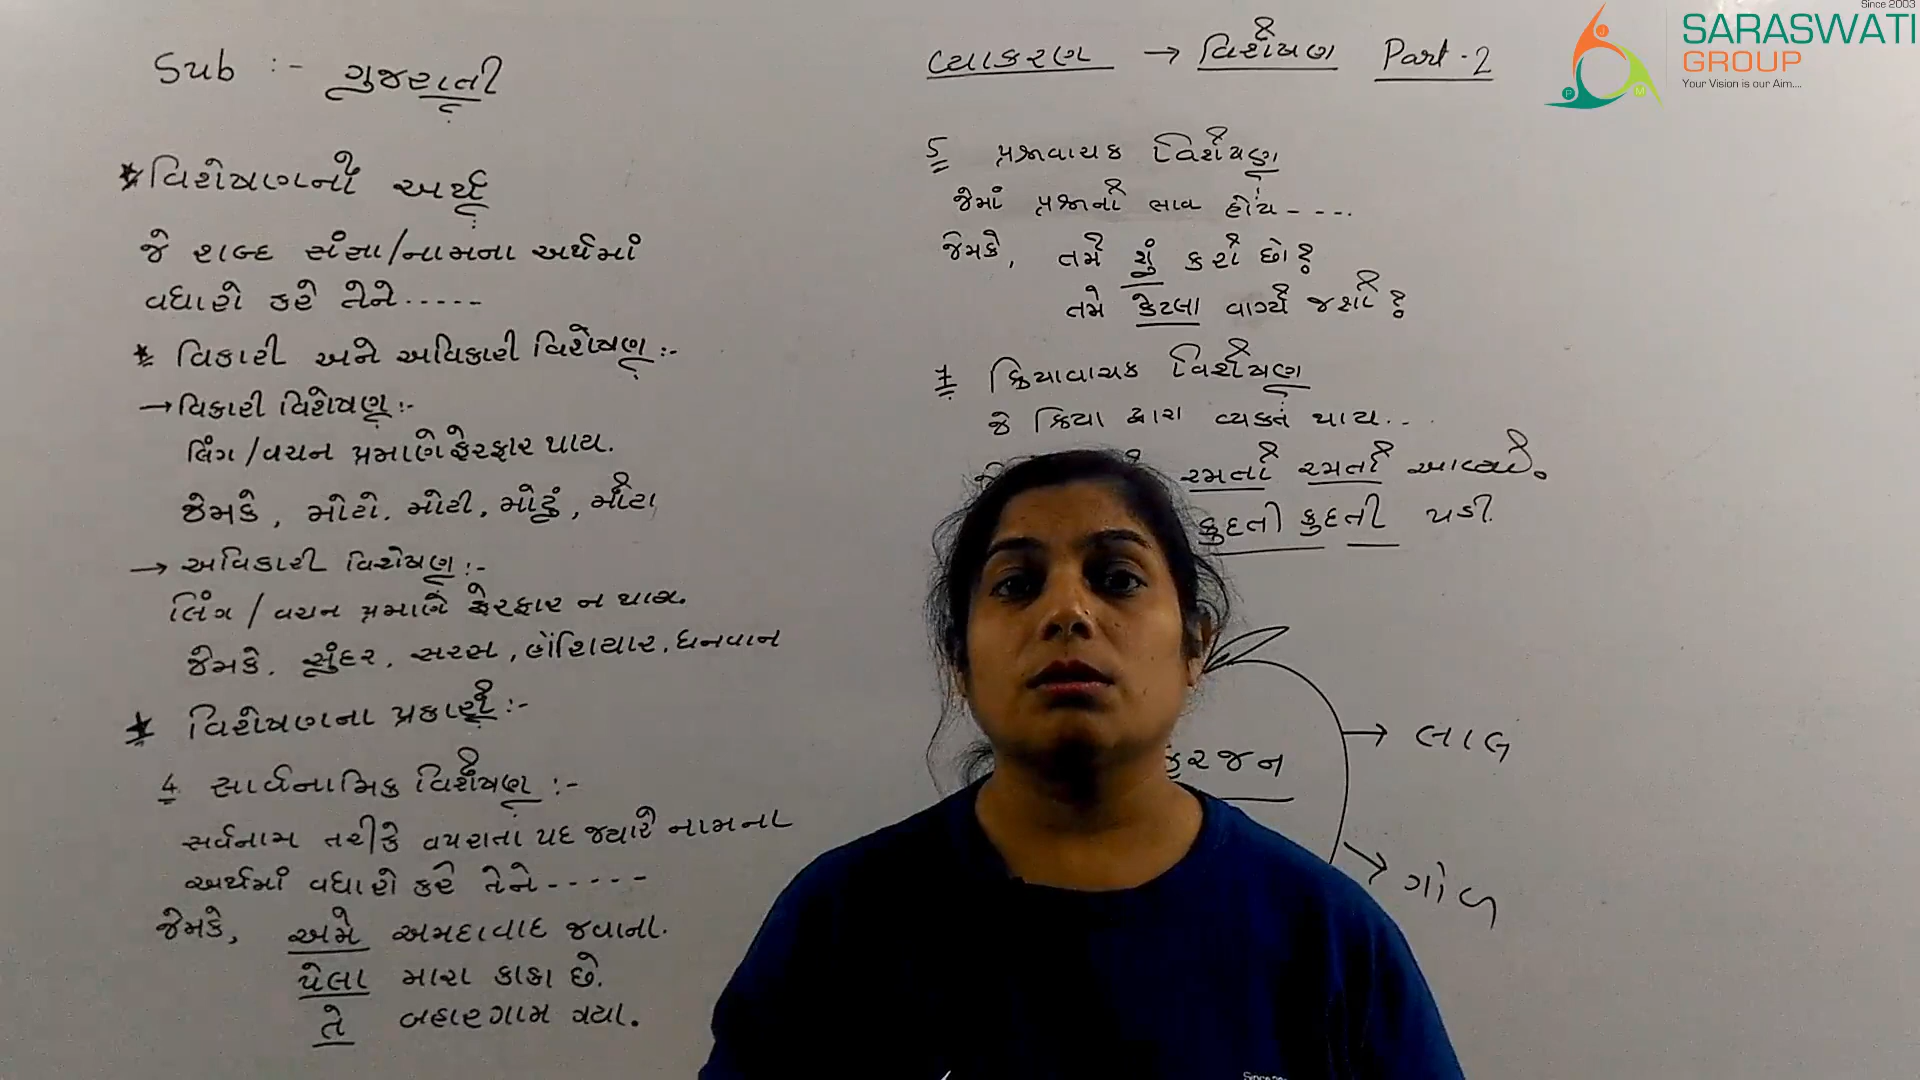 Sub :- ગુજરાતી
* વિશેષણનો અર્થ
જે શબ્દ સંજ્ઞા/નામના અર્થમાં
વધારો કરે તેને-----
* વિકારી અને અવિકારી વિશેષણ :-
→ વિકારી વિશેષણ :-
લિંગ/વચન પ્રમાણે ફેરફાર થાય.
જેમકે, મોટો, મોટી, મોટું, મોટા
→ અવિકારી વિશેષણ :-
લિંગ/વચન પ્રમાણે ફેરફાર ન થાય.
જેમકે. સુંદર, સરસ, હોંશિયાર, ધનવાન
* વિશેષણના પ્રકારો :-
4 સાર્વનામિક વિશેષણ :-
સર્વનામ તરીકે વપરાતાં પદ જ્યારે નામના
અર્થમાં વધારો કરે તેને-----
જેમકે, અમે અમદાવાદ જવાના.
પેલા મારા કાકા છે.
તે બહારગામ ગયા.
વ્યાકરણ → વિશેષણ Part-2
5 પ્રશ્નવાચક વિશેષણ
જેમાં પ્રશ્નનો ભાવ હોય----
જેમકે, તમે શું કરો છો?
તમે કેટલા વાગ્યે જશો?
7 ક્રિયાવાચક વિશેષણ
જે ક્રિયા દ્વારા વ્યકત થાય...
રમતો રમતો આવ્યો.
કુદતી કુદતી પડી.
લાલ
ગોળ
Since 2003
SARASWATI
GROUP
Your Vision is our Aim....